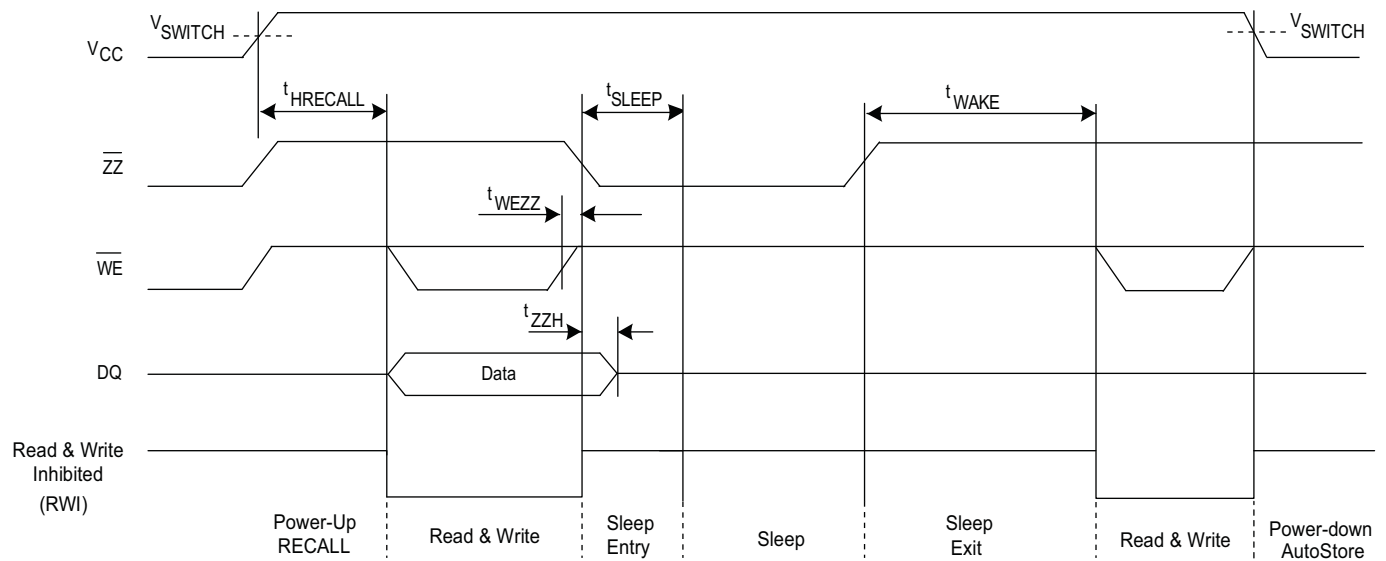 VSWITCH
VSWITCH
VCC
tHRECALL
tSLEEP
tWAKE
ZZ
tWEZZ
WE
tZZH
DQ
Data
Read & Write
Inhibited
(RWI)
Power-Up
RECALL
Read & Write
Sleep
Entry
Sleep
Sleep
Exit
Read & Write
Power-down
AutoStore